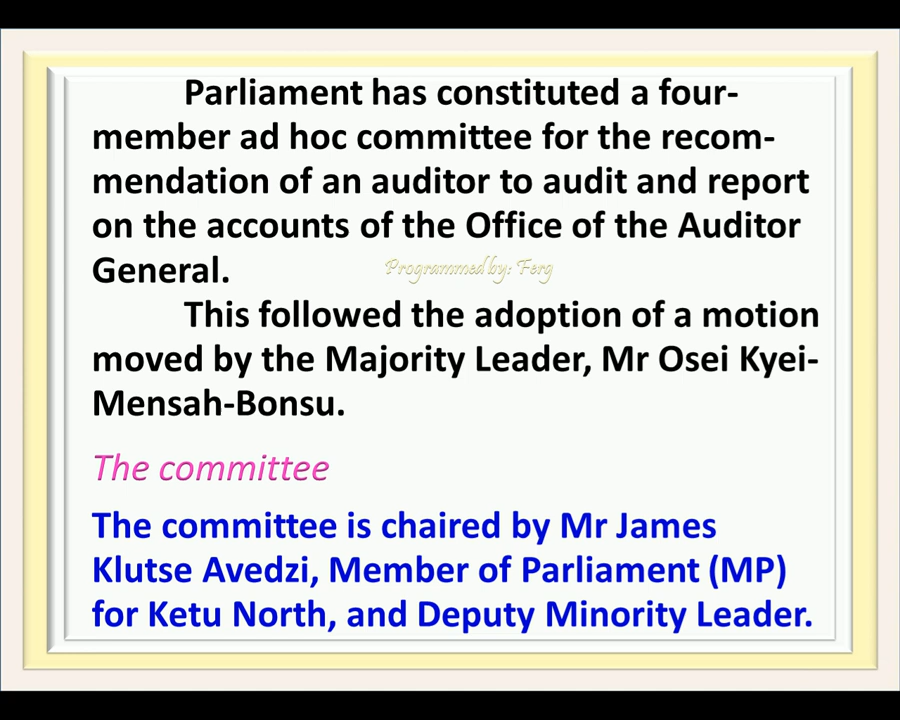 Parliament has constituted a four-
member ad hoc committee for the recom-
mendation of an auditor to audit and report
on the accounts of the Office of the Auditor
General.
Programmed by: Ferg
This followed the adoption of a motion
moved by the Majority Leader, Mr Osei Kyei-
Mensah-Bonsu.
The committee
The committee is chaired by Mr James
Klutse Avedzi, Member of Parliament (MP)
for Ketu North, and Deputy Minority Leader.